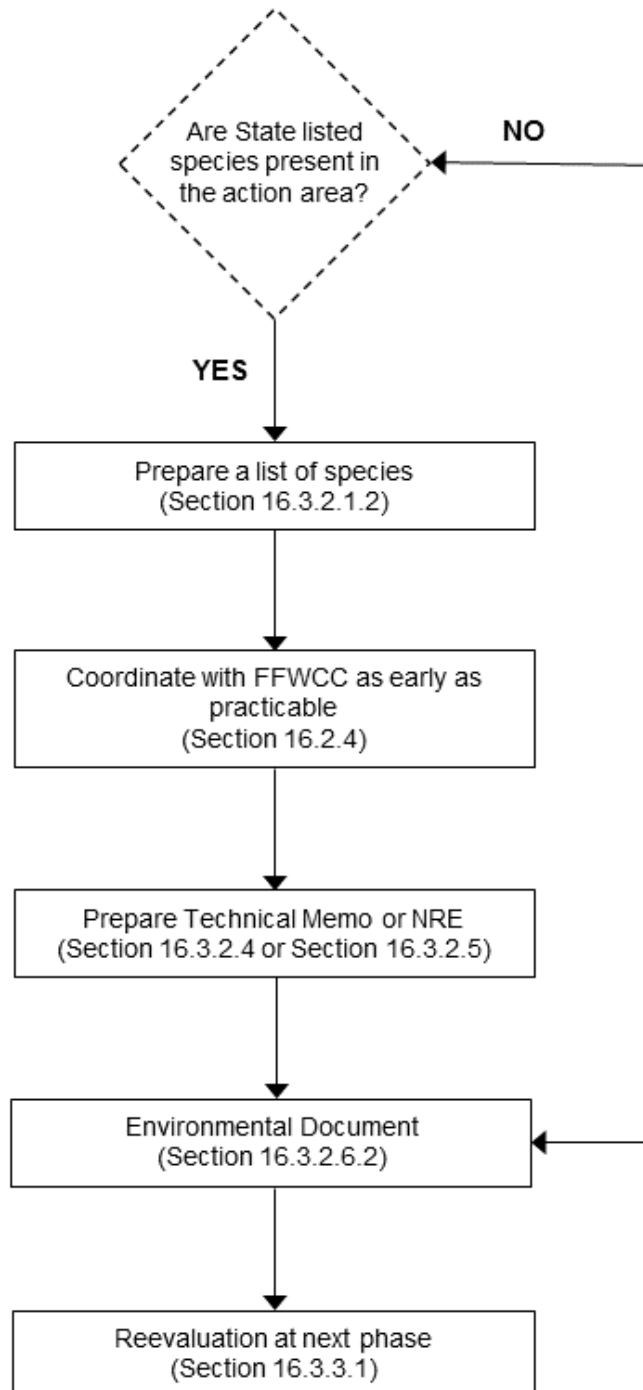 Are State listed
species present in
the action area?
NO
YES
Prepare a list of species
(Section 16.3.2.1.2)
Coordinate with FFWCC as early as
practicable
(Section 16.2.4)
Prepare Technical Memo or NRE
(Section 16.3.2.4 or Section 16.3.2.5)
Environmental Document
(Section 16.3.2.6.2)
Reevaluation at next phase
(Section 16.3.3.1)